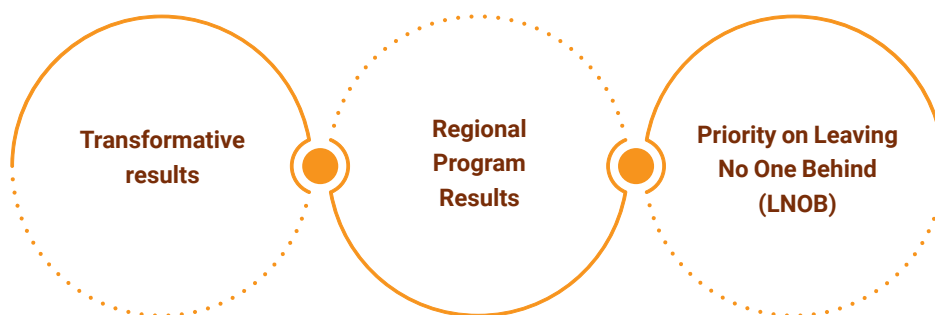 Transformative
results
Regional
Program
Results
Priority on Leaving
No One Behind
(LNOB)